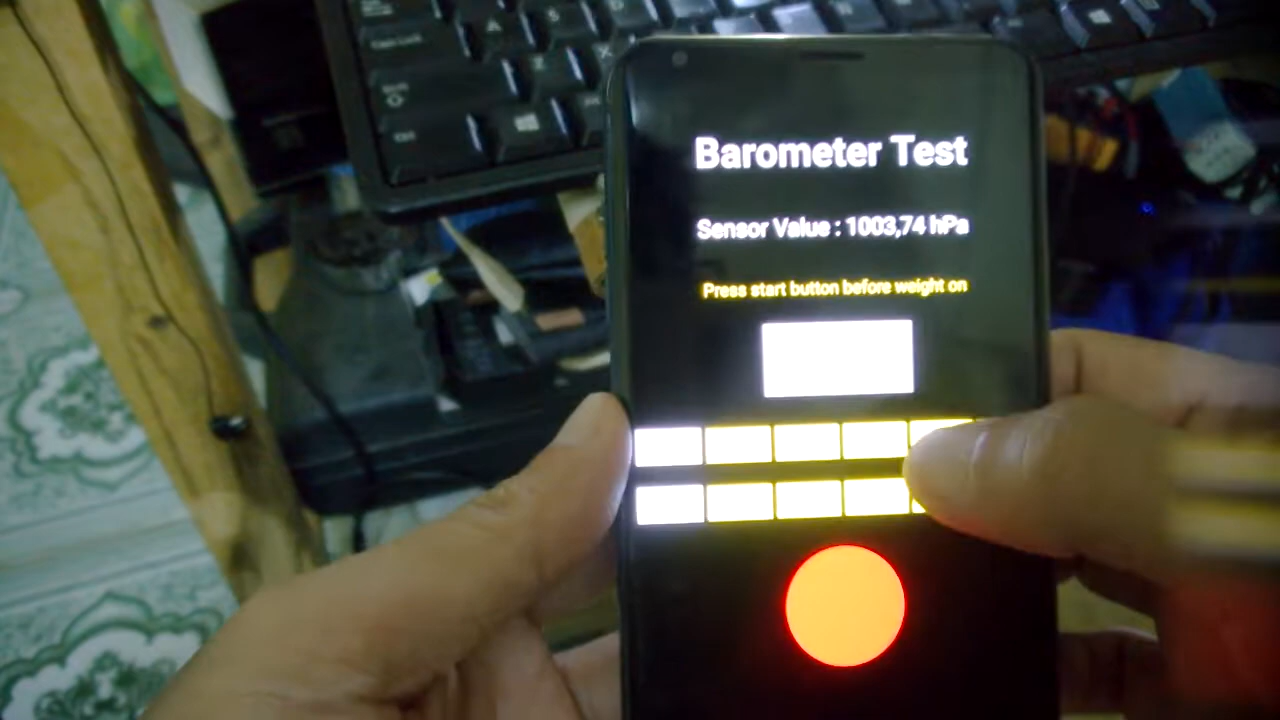 Barometer Test
Sensor Value : 1003,74 hPa
Press start button before weight on